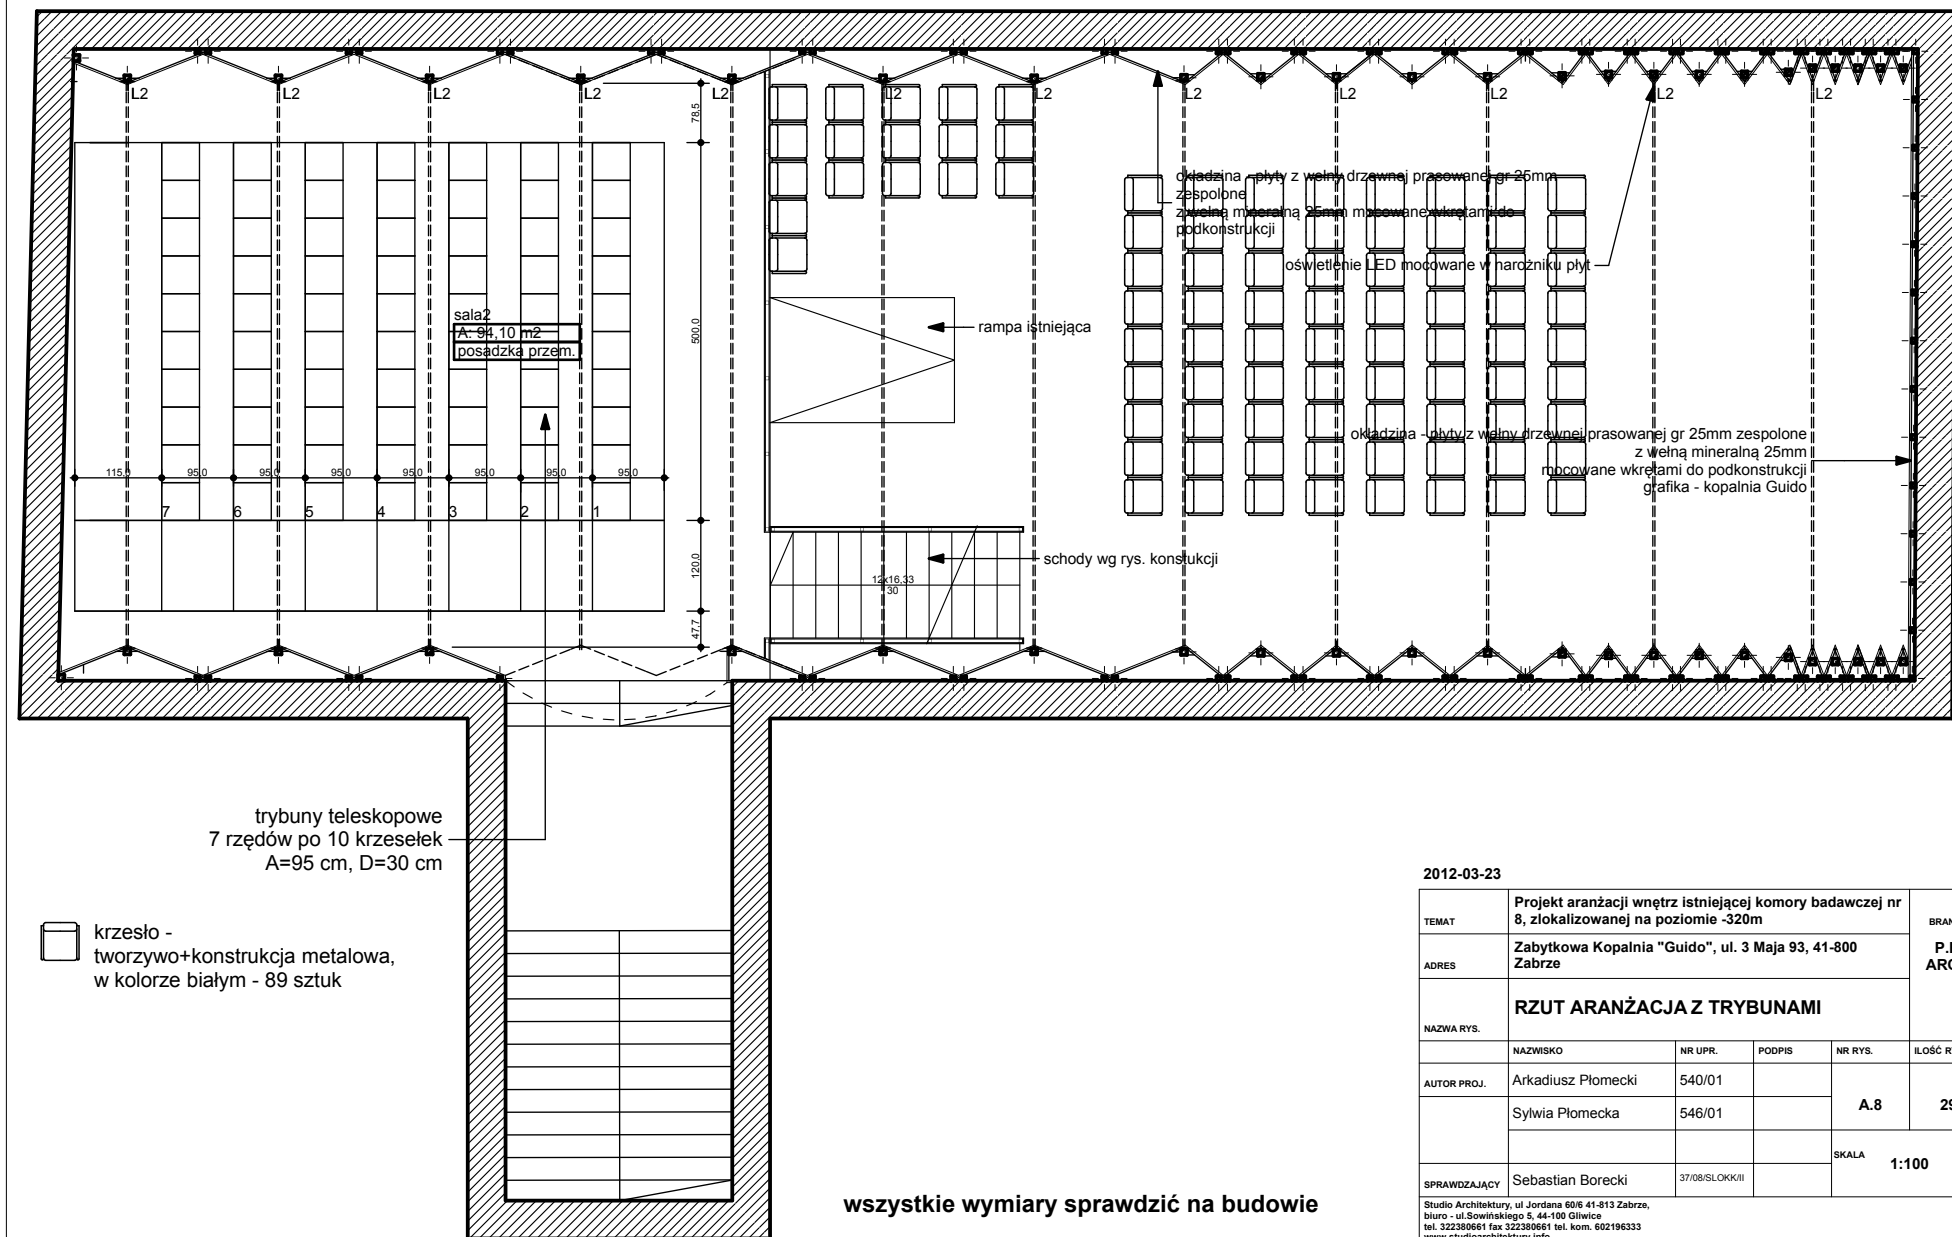 L2 L2 L2 L2 L2 L2 L2 L2 L2 L2 L2 L2
78,5
okładzina - płyty z wełny drzewnej prasowanej gr 25mm
zespolone
z wełną mineralną 25mm mocowane wkrętami do
podkonstrukcji
oświetlenie LED mocowane w narożniku płyt
sala2
A: 94,10 m2
posadzka przem.
500,0
rampa istniejąca
okładzina - płyty z wełny drzewnej prasowanej gr 25mm zespolone
z wełną mineralną 25mm
mocowane wkrętami do podkonstrukcji
grafika - kopalnia Guido
115,0 95,0 95,0 95,0 95,0 95,0 95,0 95,0
7 6 5 4 3 2 1
120,0
schody wg rys. konstukcji
12x16,33
30
47,7
trybuny teleskopowe
7 rzędów po 10 krzesełek
A=95 cm, D=30 cm
krzesło -
tworzywo+konstrukcja metalowa,
w kolorze białym - 89 sztuk
wszystkie wymiary sprawdzić na budowie
2012-03-23
TEMAT
Projekt aranżacji wnętrz istniejącej komory badawczej nr
8, zlokalizowanej na poziomie -320m
ADRES
Zabytkowa Kopalnia "Guido", ul. 3 Maja 93, 41-800
Zabrze
NAZWA RYS.
RZUT ARANŻACJA Z TRYBUNAMI
NAZWISKO NR UPR. PODPIS NR RYS. ILOŚĆ
AUTOR PROJ. Arkadiusz Płomecki 540/01
Sylwia Płomecka 546/01
A.8 29
SKALA 1:100
SPRAWDZAJĄCY Sebastian Borecki 37/08/SLOKK/II
Studio Architektury, ul Jordana 60/6 41-813 Zabrze,
biuro - ul.Sowińskiego 5, 44-100 Gliwice
tel. 322380661 fax 322380661 tel. kom. 602196333
www.studioarchitektury.info